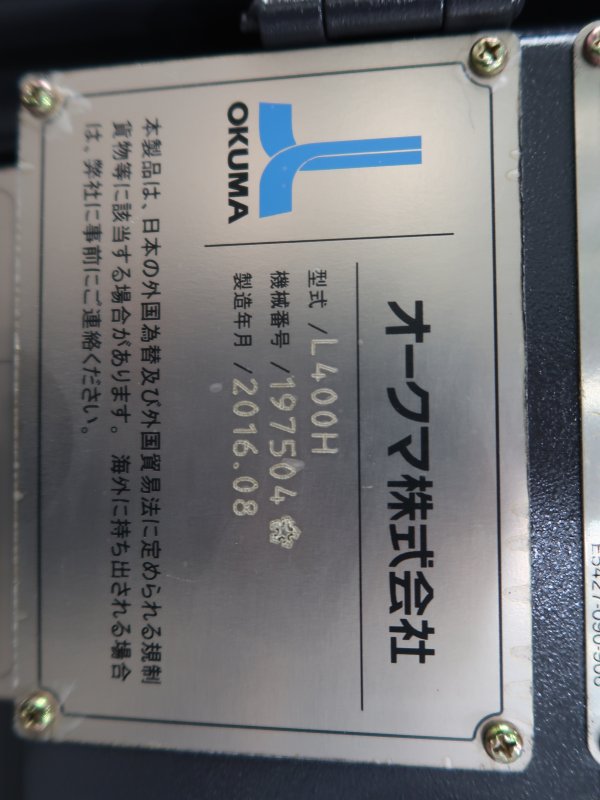 OKUMA
オークマ株式会社
型式 / L400H
機械番号 / 197504
製造年月 / 2016.08
本製品は、日本の外国為替及び外国貿易法に定められる規制
貨物等に該当する場合があります。 海外に持ち出される場合
は、弊社に事前にご連絡ください。
E5427-090-900